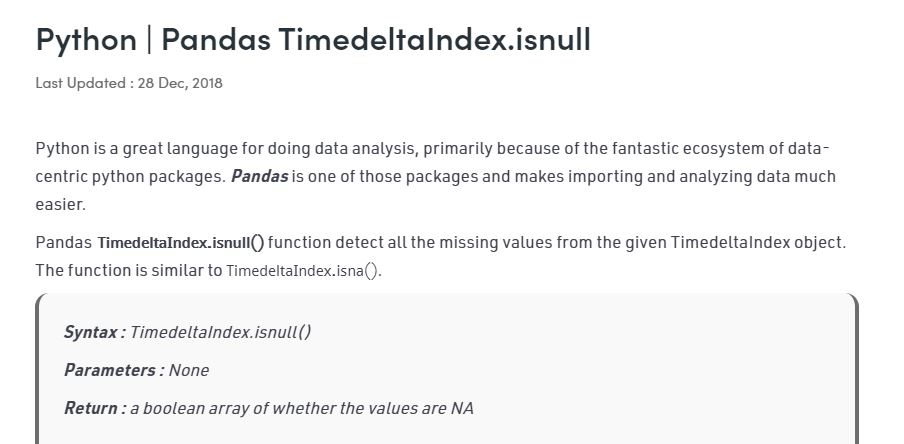 Python | Pandas TimedeltaIndex.isnull
Last Updated : 28 Dec, 2018
Python is a great language for doing data analysis, primarily because of the fantastic ecosystem of data-
centric python packages. Pandas is one of those packages and makes importing and analyzing data much
easier.
Pandas TimedeltaIndex.isnull() function detect all the missing values from the given TimedeltaIndex object.
The function is similar to TimedeltaIndex.isna().
Syntax : TimedeltaIndex.isnull()
Parameters : None
Return : a boolean array of whether the values are NA